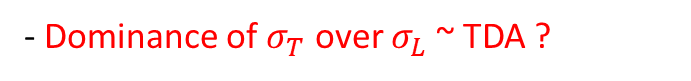 - Dominance of σ_T over σ_L ~ TDA ?